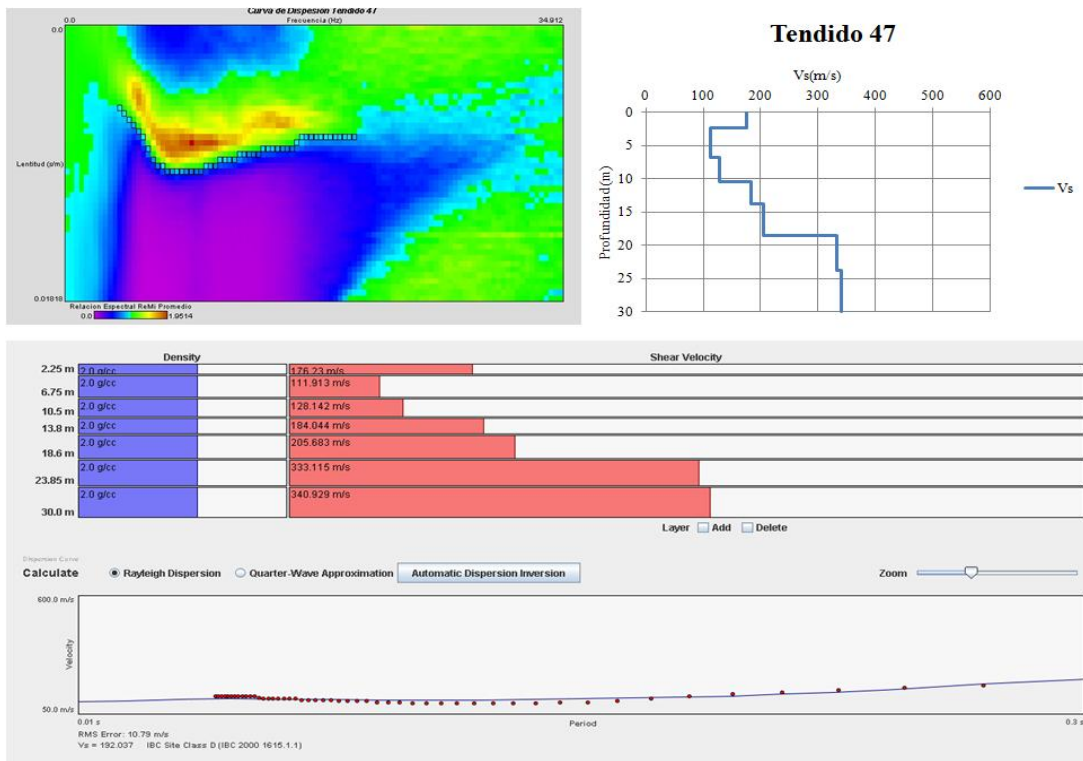 Curva de Dispesión Tendido 47
0.0 Frecuencia (Hz) 34.912
0.0
Lentitud (s/m)
0.01818
Relacion Espectral ReMi Promedio
0.0 1.9514
Tendido 47
Vs(m/s)
0 100 200 300 400 500 600
0
5
10
15
20
25
30
Profundidad(m)
Vs
Density Shear Velocity
2.25 m 2.0 g/cc 176.23 m/s
6.75 m 2.0 g/cc 111.913 m/s
10.5 m 2.0 g/cc 128.142 m/s
13.8 m 2.0 g/cc 184.044 m/s
18.6 m 2.0 g/cc 205.683 m/s
23.85 m 2.0 g/cc 333.115 m/s
30.0 m 2.0 g/cc 340.929 m/s
Layer Add Delete
Dispersion Curve
Calculate Rayleigh Dispersion Quarter-Wave Approximation Automatic Dispersion Inversion Zoom
600.0 m/s
Velocity
50.0 m/s
0.01 s Period 0.3 s
RMS Error: 10.79 m/s
Vs = 192.037 IBC Site Class D (IBC 2000 1615.1.1)